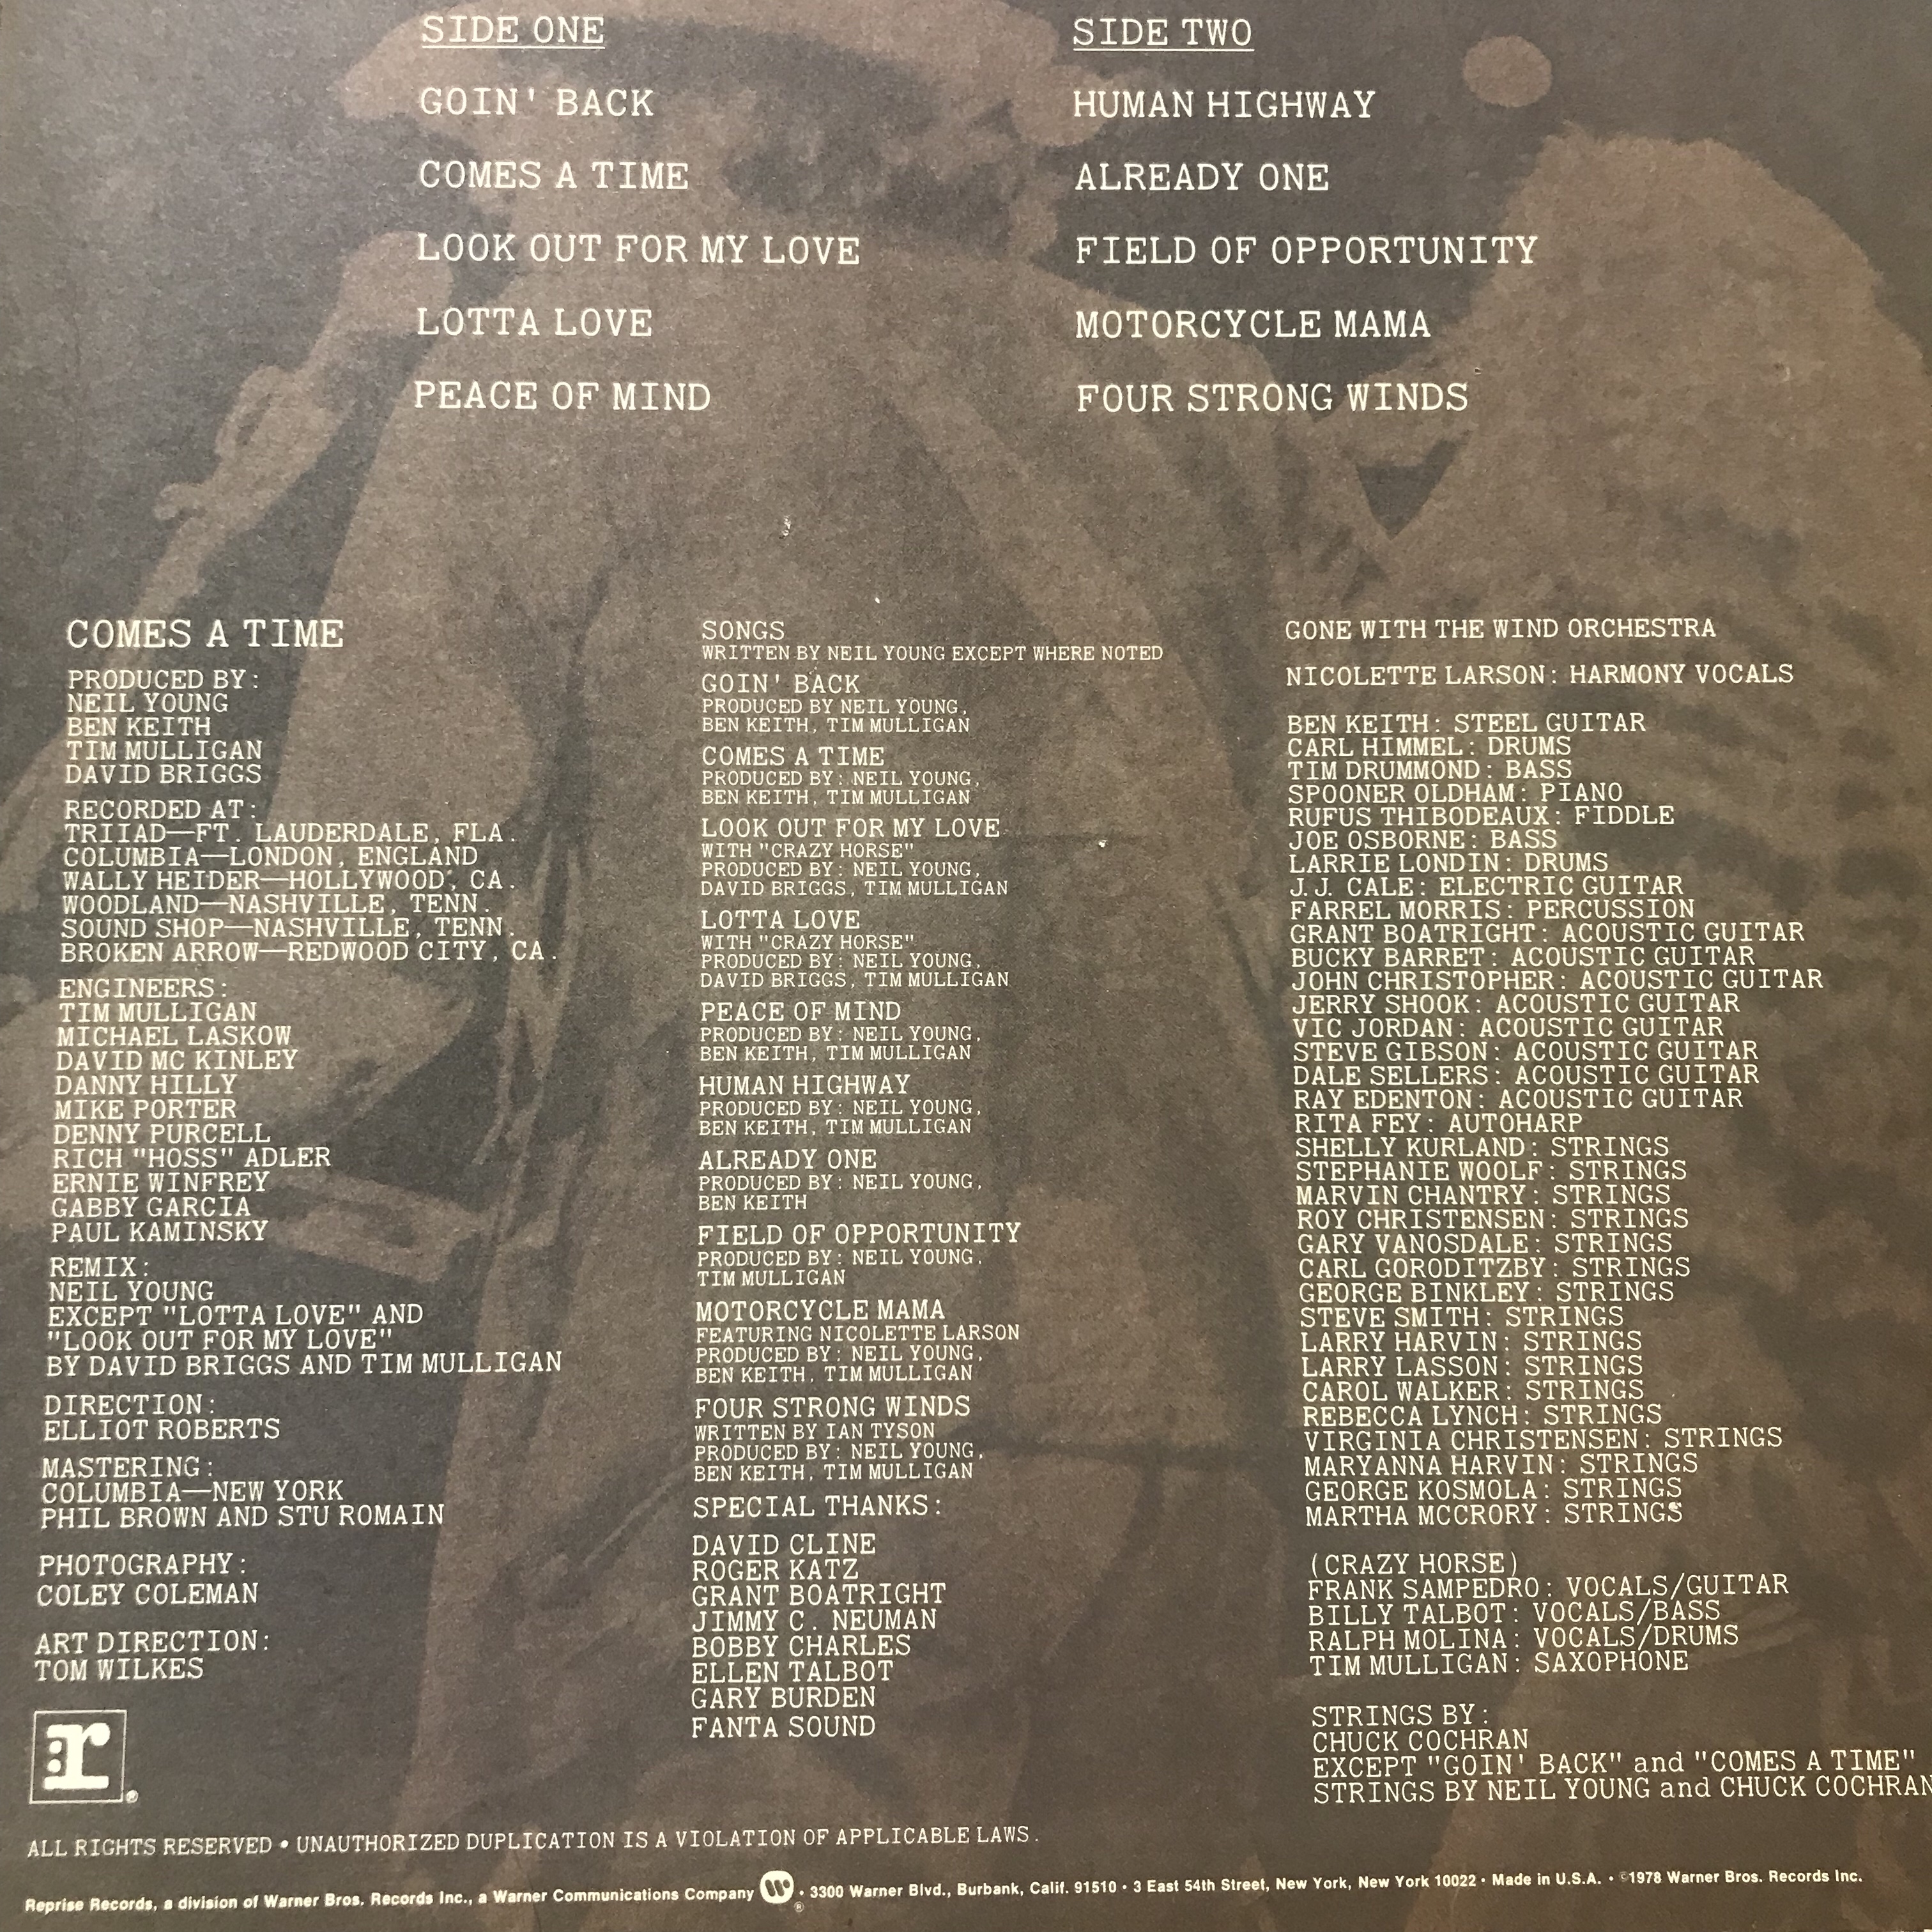 SIDE ONE
GOIN' BACK
COMES A TIME
LOOK OUT FOR MY LOVE
LOTTA LOVE
PEACE OF MIND
SIDE TWO
HUMAN HIGHWAY
ALREADY ONE
FIELD OF OPPORTUNITY
MOTORCYCLE MAMA
FOUR STRONG WINDS
COMES A TIME
PRODUCED BY:
NEIL YOUNG
BEN KEITH
TIM MULLIGAN
DAVID BRIGGS
RECORDED AT:
TRIIAD—FT. LAUDERDALE, FLA.
COLUMBIA—LONDON, ENGLAND
WALLY HEIDER—HOLLYWOOD, CA.
WOODLAND—NASHVILLE, TENN.
SOUND SHOP—NASHVILLE, TENN.
BROKEN ARROW—REDWOOD CITY, CA.
ENGINEERS:
TIM MULLIGAN
MICHAEL LASKOW
DAVID MC KINLEY
DANNY HILLY
MIKE PORTER
DENNY PURCELL
RICH "HOSS" ADLER
ERNIE WINFREY
GABBY GARCIA
PAUL KAMINSKY
REMIX:
NEIL YOUNG
EXCEPT "LOTTA LOVE" AND
"LOOK OUT FOR MY LOVE"
BY DAVID BRIGGS AND TIM MULLIGAN
DIRECTION:
ELLIOT ROBERTS
MASTERING:
COLUMBIA—NEW YORK
PHIL BROWN AND STU ROMAIN
PHOTOGRAPHY:
COLEY COLEMAN
ART DIRECTION:
TOM WILKES
r®
SONGS
WRITTEN BY NEIL YOUNG EXCEPT WHERE NOTED
GOIN' BACK
PRODUCED BY NEIL YOUNG,
BEN KEITH, TIM MULLIGAN
COMES A TIME
PRODUCED BY: NEIL YOUNG,
BEN KEITH, TIM MULLIGAN
LOOK OUT FOR MY LOVE
WITH "CRAZY HORSE"
PRODUCED BY: NEIL YOUNG,
DAVID BRIGGS, TIM MULLIGAN
LOTTA LOVE
WITH "CRAZY HORSE"
PRODUCED BY: NEIL YOUNG,
DAVID BRIGGS, TIM MULLIGAN
PEACE OF MIND
PRODUCED BY: NEIL YOUNG,
BEN KEITH, TIM MULLIGAN
HUMAN HIGHWAY
PRODUCED BY: NEIL YOUNG,
BEN KEITH, TIM MULLIGAN
ALREADY ONE
PRODUCED BY: NEIL YOUNG,
BEN KEITH
FIELD OF OPPORTUNITY
PRODUCED BY: NEIL YOUNG,
TIM MULLIGAN
MOTORCYCLE MAMA
FEATURING NICOLETTE LARSON
PRODUCED BY: NEIL YOUNG,
BEN KEITH, TIM MULLIGAN
FOUR STRONG WINDS
WRITTEN BY IAN TYSON
PRODUCED BY: NEIL YOUNG,
BEN KEITH, TIM MULLIGAN
SPECIAL THANKS:
DAVID CLINE
ROGER KATZ
GRANT BOATRIGHT
JIMMY C. NEUMAN
BOBBY CHARLES
ELLEN TALBOT
GARY BURDEN
FANTA SOUND
GONE WITH THE WIND ORCHESTRA
NICOLETTE LARSON: HARMONY VOCALS
BEN KEITH: STEEL GUITAR
CARL HIMMEL: DRUMS
TIM DRUMMOND: BASS
SPOONER OLDHAM: PIANO
RUFUS THIBODEAUX: FIDDLE
JOE OSBORNE: BASS
LARRIE LONDIN: DRUMS
J.J. CALE: ELECTRIC GUITAR
FARREL MORRIS: PERCUSSION
GRANT BOATRIGHT: ACOUSTIC GUITAR
BUCKY BARRET: ACOUSTIC GUITAR
JOHN CHRISTOPHER: ACOUSTIC GUITAR
JERRY SHOOK: ACOUSTIC GUITAR
VIC JORDAN: ACOUSTIC GUITAR
STEVE GIBSON: ACOUSTIC GUITAR
DALE SELLERS: ACOUSTIC GUITAR
RAY EDENTON: ACOUSTIC GUITAR
RITA FEY: AUTOHARP
SHELLY KURLAND: STRINGS
STEPHANIE WOOLF: STRINGS
MARVIN CHANTRY: STRINGS
ROY CHRISTENSEN: STRINGS
GARY VANOSDALE: STRINGS
CARL GORODITZBY: STRINGS
GEORGE BINKLEY: STRINGS
STEVE SMITH: STRINGS
LARRY HARVIN: STRINGS
LARRY LASSON: STRINGS
CAROL WALKER: STRINGS
REBECCA LYNCH: STRINGS
VIRGINIA CHRISTENSEN: STRINGS
MARYANNA HARVIN: STRINGS
GEORGE KOSMOLA: STRINGS
MARTHA MCCRORY: STRINGS
(CRAZY HORSE)
FRANK SAMPEDRO: VOCALS/GUITAR
BILLY TALBOT: VOCALS/BASS
RALPH MOLINA: VOCALS/DRUMS
TIM MULLIGAN: SAXOPHONE
STRINGS BY:
CHUCK COCHRAN
EXCEPT "GOIN' BACK" and "COMES A TIME"
STRINGS BY NEIL YOUNG and CHUCK COCHRAN
ALL RIGHTS RESERVED • UNAUTHORIZED DUPLICATION IS A VIOLATION OF APPLICABLE LAWS.
Reprise Records, a division of Warner Bros. Records Inc., a Warner Communications Company ® • 3300 Warner Blvd., Burbank, Calif. 91510 • 3 East 54th Street, New York, New York 10022 • Made in U.S.A. • ©1978 Warner Bros. Records Inc.